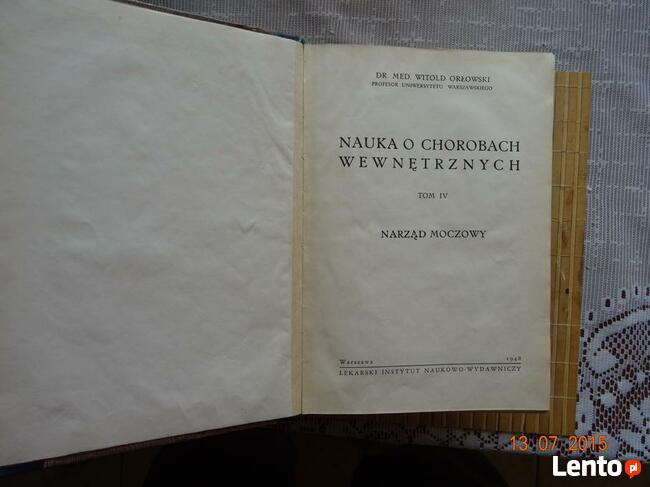 DR MED. WITOLD ORŁOWSKI
PROFESOR UNIWERSYTETU WARSZAWSKIEGO
NAUKA O CHOROBACH
WEWNĘTRZNYCH
TOM IV
NARZĄD MOCZOWY
Warszawa 1948
LEKARSKI INSTYTUT NAUKOWO-WYDAWNICZY
13 07 2015
Lento.pl